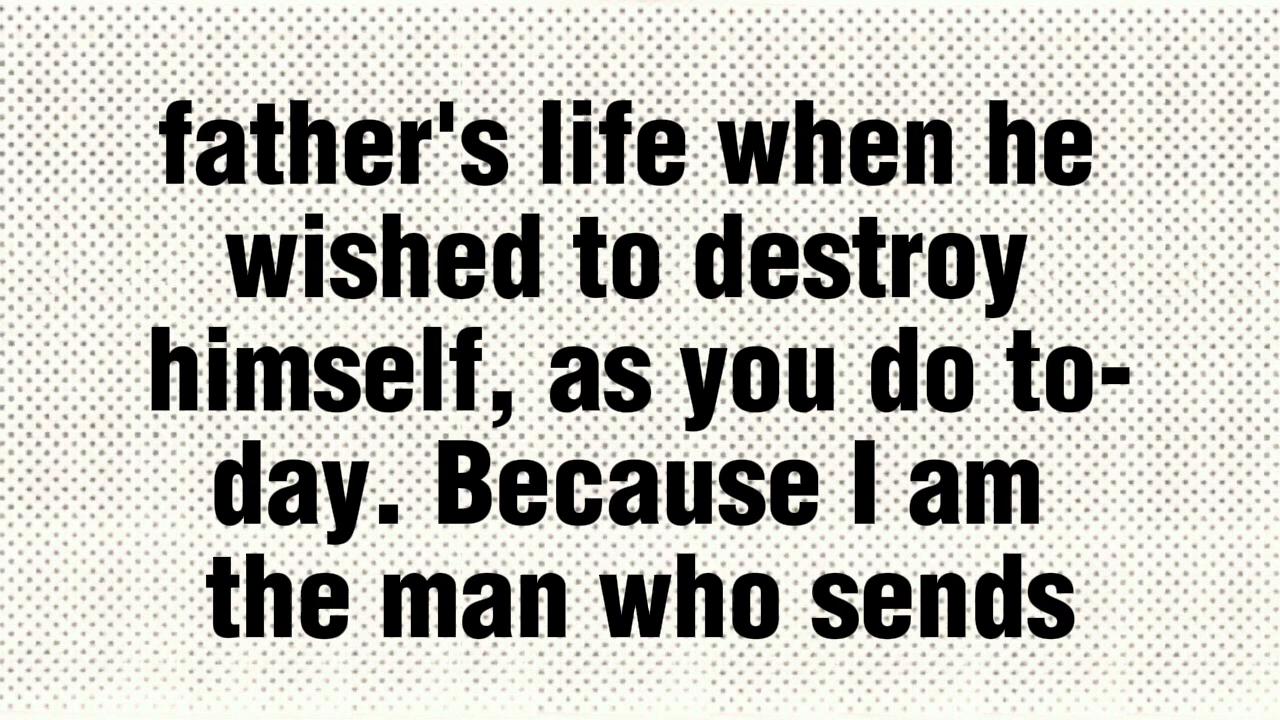 father's life when he
wished to destroy
himself, as you do to-
day. Because I am
the man who sends